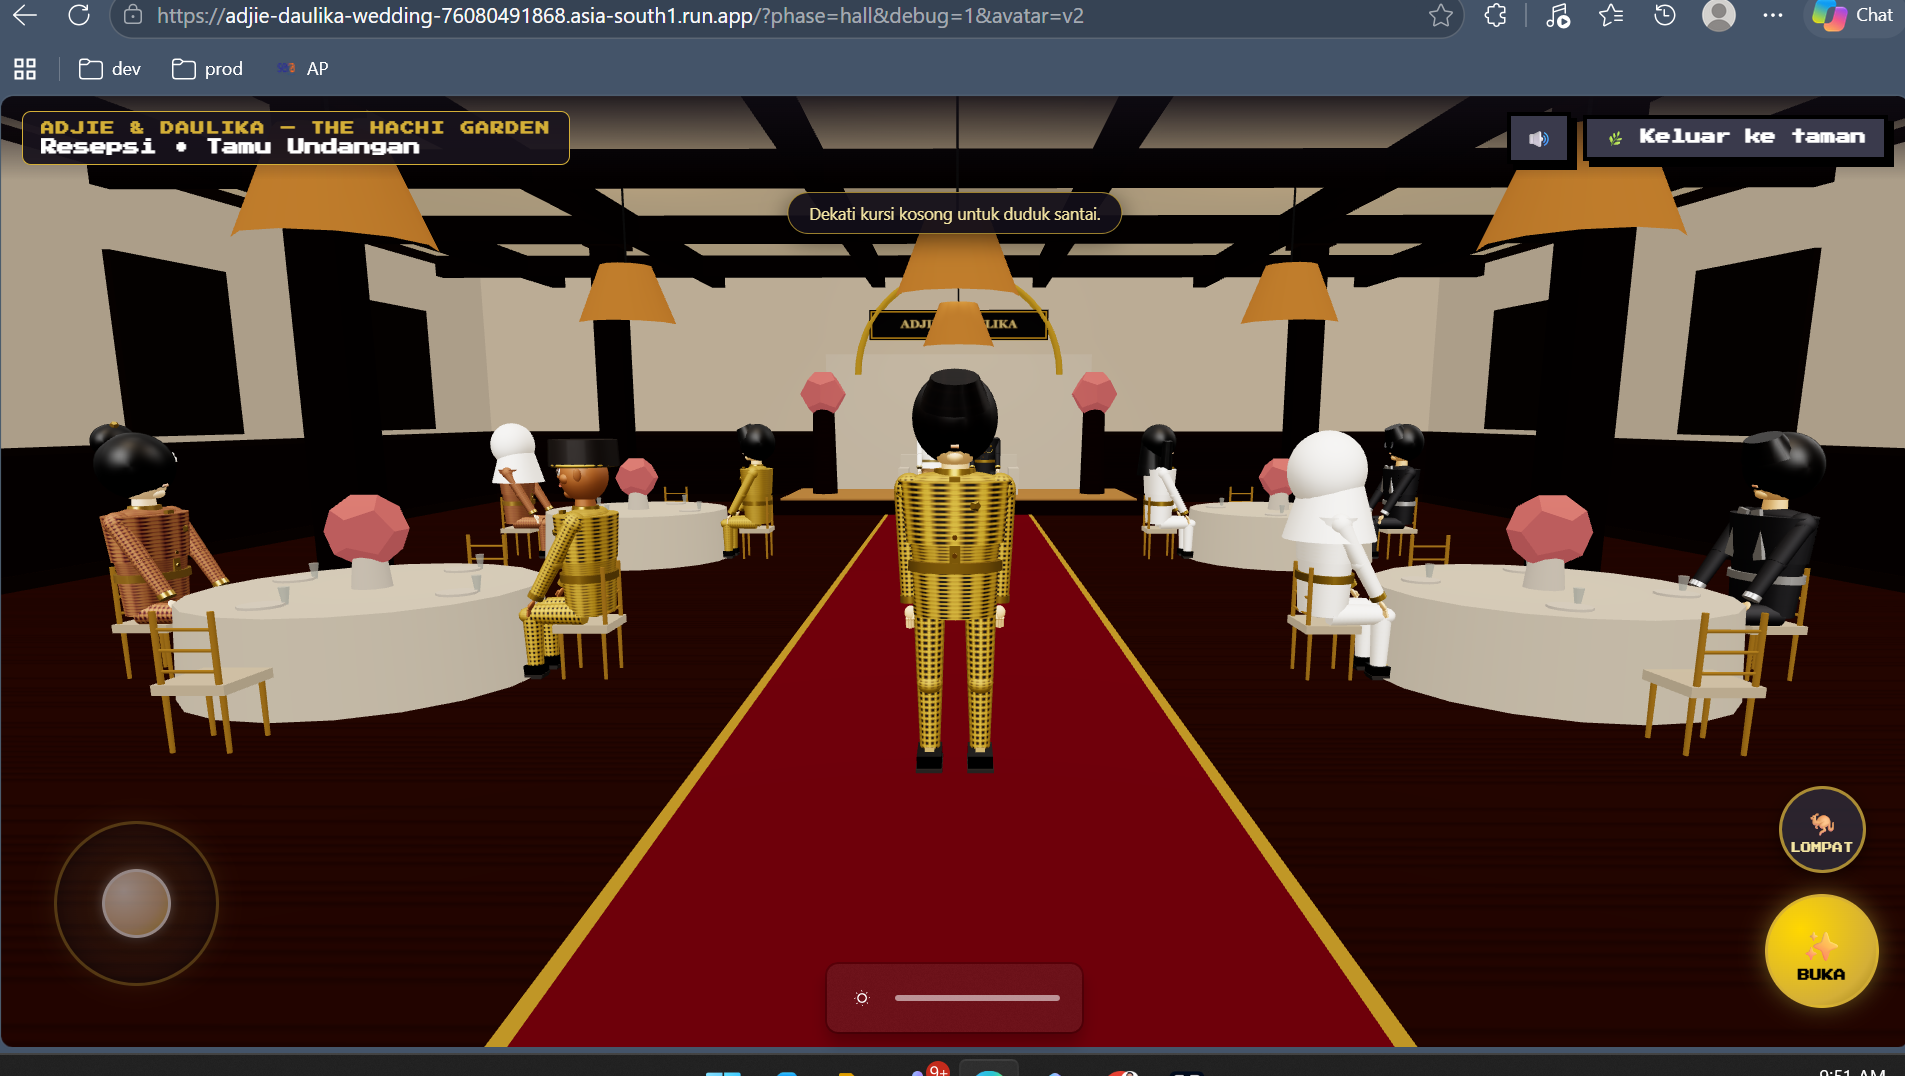 https://adjie-daulika-wedding-76080491868.asia-south1.run.app/?phase=hall&debug=1&avatar=v2
Chat
dev
prod
AP
ADJIE & DAULIKA — THE HACHI GARDEN
Resepsi • Tamu Undangan
Keluar ke taman
Dekati kursi kosong untuk duduk santai.
LOMPAT
BUKA
9+